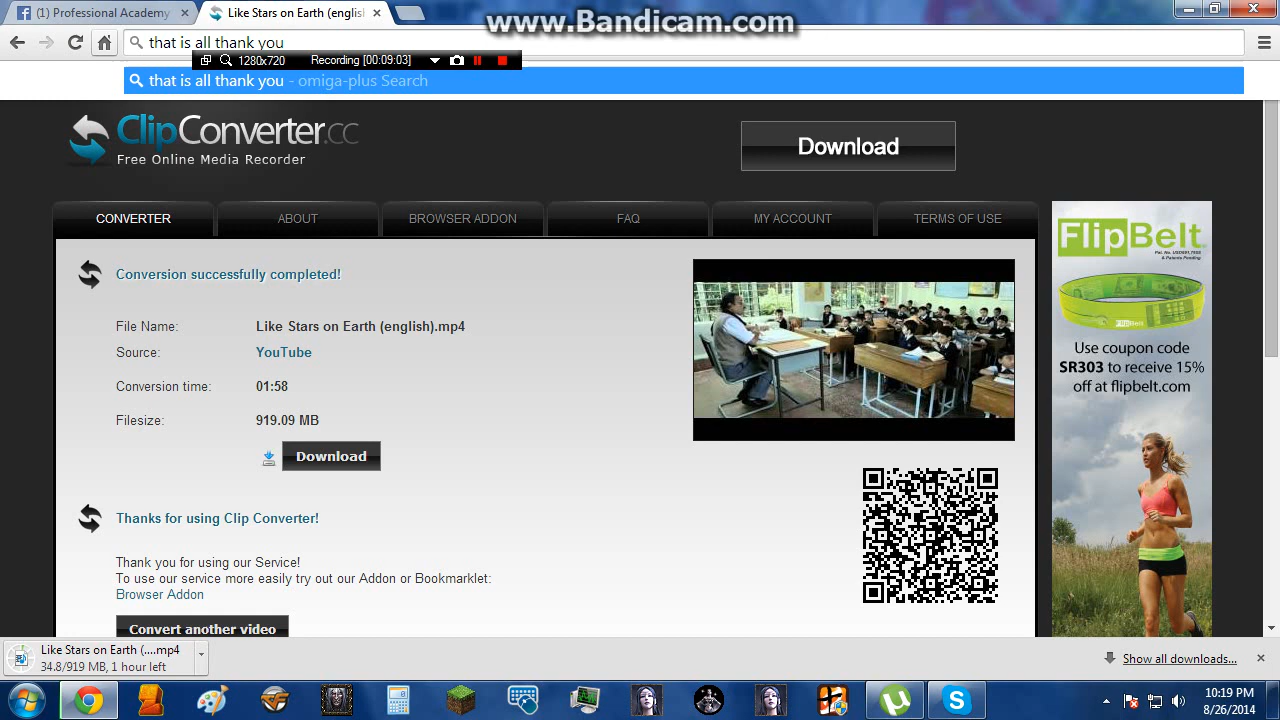 www.Bandicam.com
(1) Professional Academy
Like Stars on Earth (englis
that is all thank you
1280x720 Recording [00:09:03]
that is all thank you - omiga-plus Search
ClipConverter.cc
Free Online Media Recorder
Download
CONVERTER ABOUT BROWSER ADDON FAQ MY ACCOUNT TERMS OF USE
Conversion successfully completed!
File Name: Like Stars on Earth (english).mp4
Source: YouTube
Conversion time: 01:58
Filesize: 919.09 MB
Download
Thanks for using Clip Converter!
Thank you for using our Service!
To use our service more easily try out our Addon or Bookmarklet:
Browser Addon
Convert another video
FlipBelt
FlipBelt
Use coupon code
SR303 to receive 15%
off at flipbelt.com
Like Stars on Earth (....mp4
34.8/919 MB, 1 hour left
Show all downloads...
10:19 PM
8/26/2014